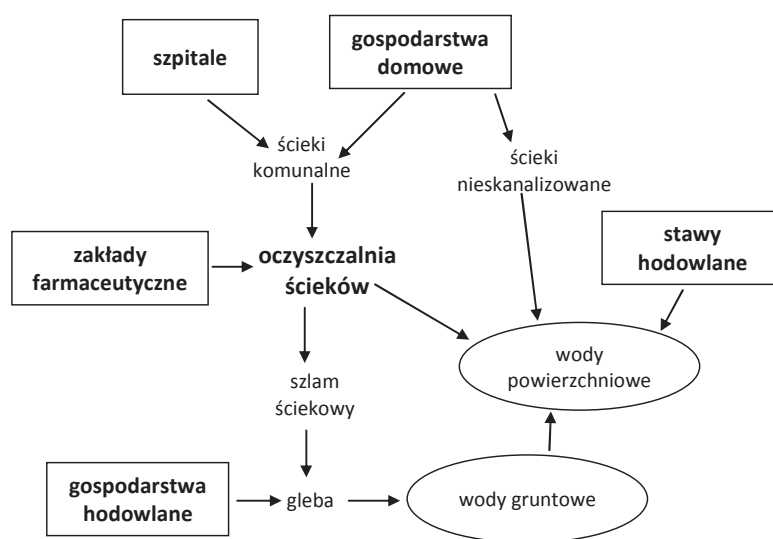 szpitale
gospodarstwa
domowe
ścieki
komunalne
ścieki
nieskanalizowane
zakłady
farmaceutyczne
oczyszczalnia
ścieków
stawy
hodowlane
wody
powierzchniowe
szlam
ściekowy
gospodarstwa
hodowlane
gleba
wody gruntowe